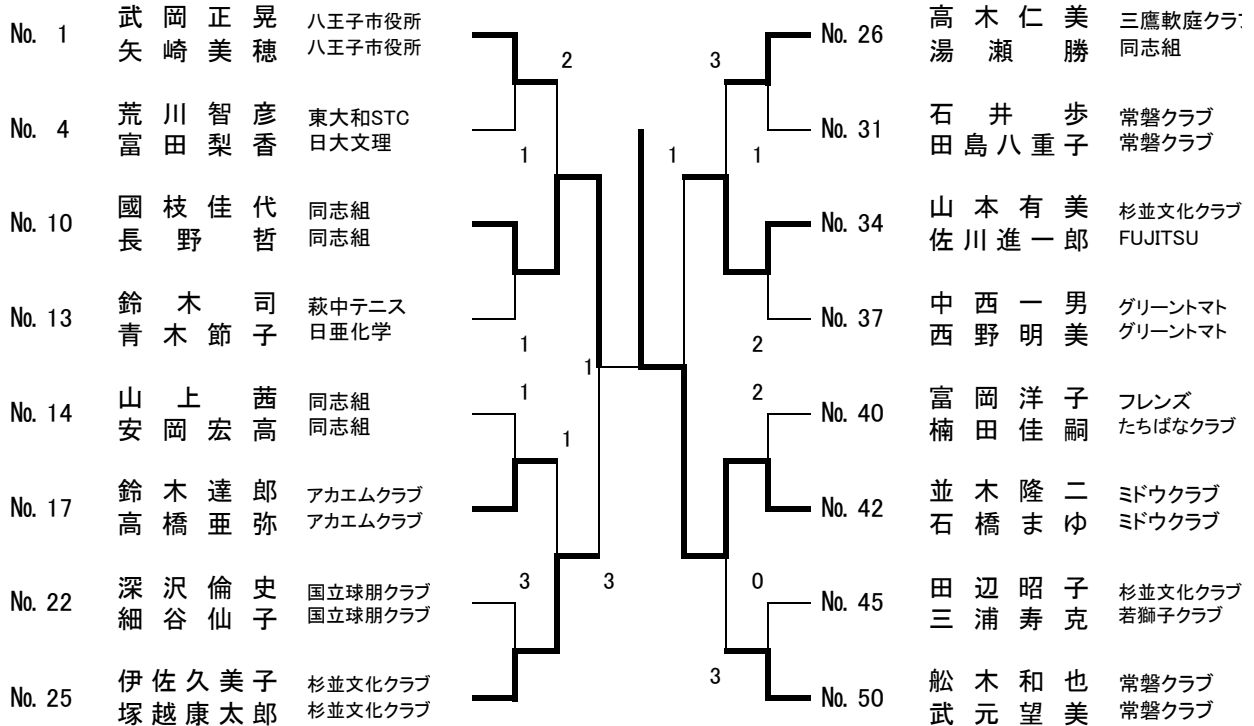 No. 1 武岡正晃 八王子市役所
矢崎美穂 八王子市役所
2
No. 4 荒川智彦 東大和STC
富田梨香 日大文理
1
No. 10 國枝佳代 同志組
長野哲 同志組
No. 13 鈴木司 萩中テニス
青木節子 日亜化学
1
1
1
No. 14 山上茜 同志組
安岡宏高 同志組
1
No. 17 鈴木達郎 アカエムクラブ
高橋亜弥 アカエムクラブ
3
3
No. 22 深沢倫史 国立球朋クラブ
細谷仙子 国立球朋クラブ
No. 25 伊佐久美子 杉並文化クラブ
塚越康太郎 杉並文化クラブ
No. 26 高木仁美 三鷹軟庭クラブ
湯瀬勝 同志組
3
No. 31 石井歩 常磐クラブ
田島八重子 常磐クラブ
1
1
No. 34 山本有美 杉並文化クラブ
佐川進一郎 FUJITSU
No. 37 中西一男 グリーントマト
西野明美 グリーントマト
2
2
No. 40 富岡洋子 フレンズ
楠田佳嗣 たちばなクラブ
No. 42 並木隆二 ミドウクラブ
石橋まゆ ミドウクラブ
0
No. 45 田辺昭子 杉並文化クラブ
三浦寿克 若獅子クラブ
3
No. 50 舩木和也 常磐クラブ
武元望美 常磐クラブ